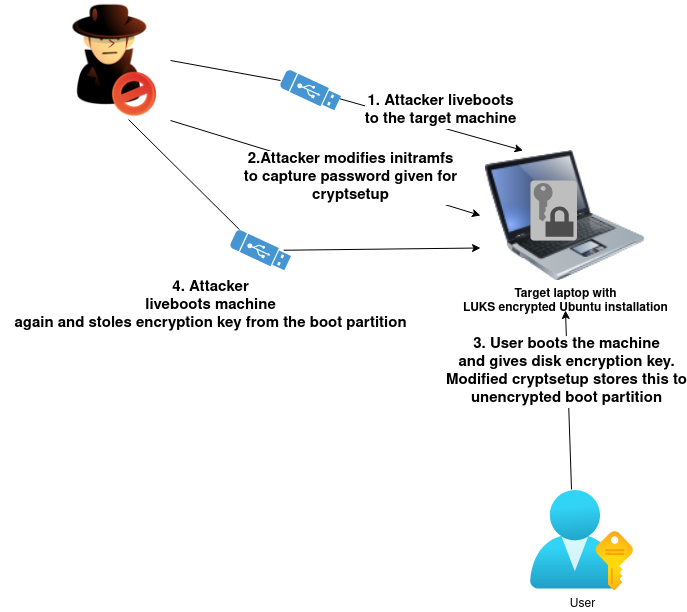 1. Attacker liveboots
to the target machine
2.Attacker modifies initramfs
to capture password given for
cryptsetup
4. Attacker
liveboots machine
again and stoles encryption key from the boot partition
Target laptop with
LUKS encrypted Ubuntu installation
3. User boots the machine
and gives disk encryption key.
Modified cryptsetup stores this to
unencrypted boot partition
User